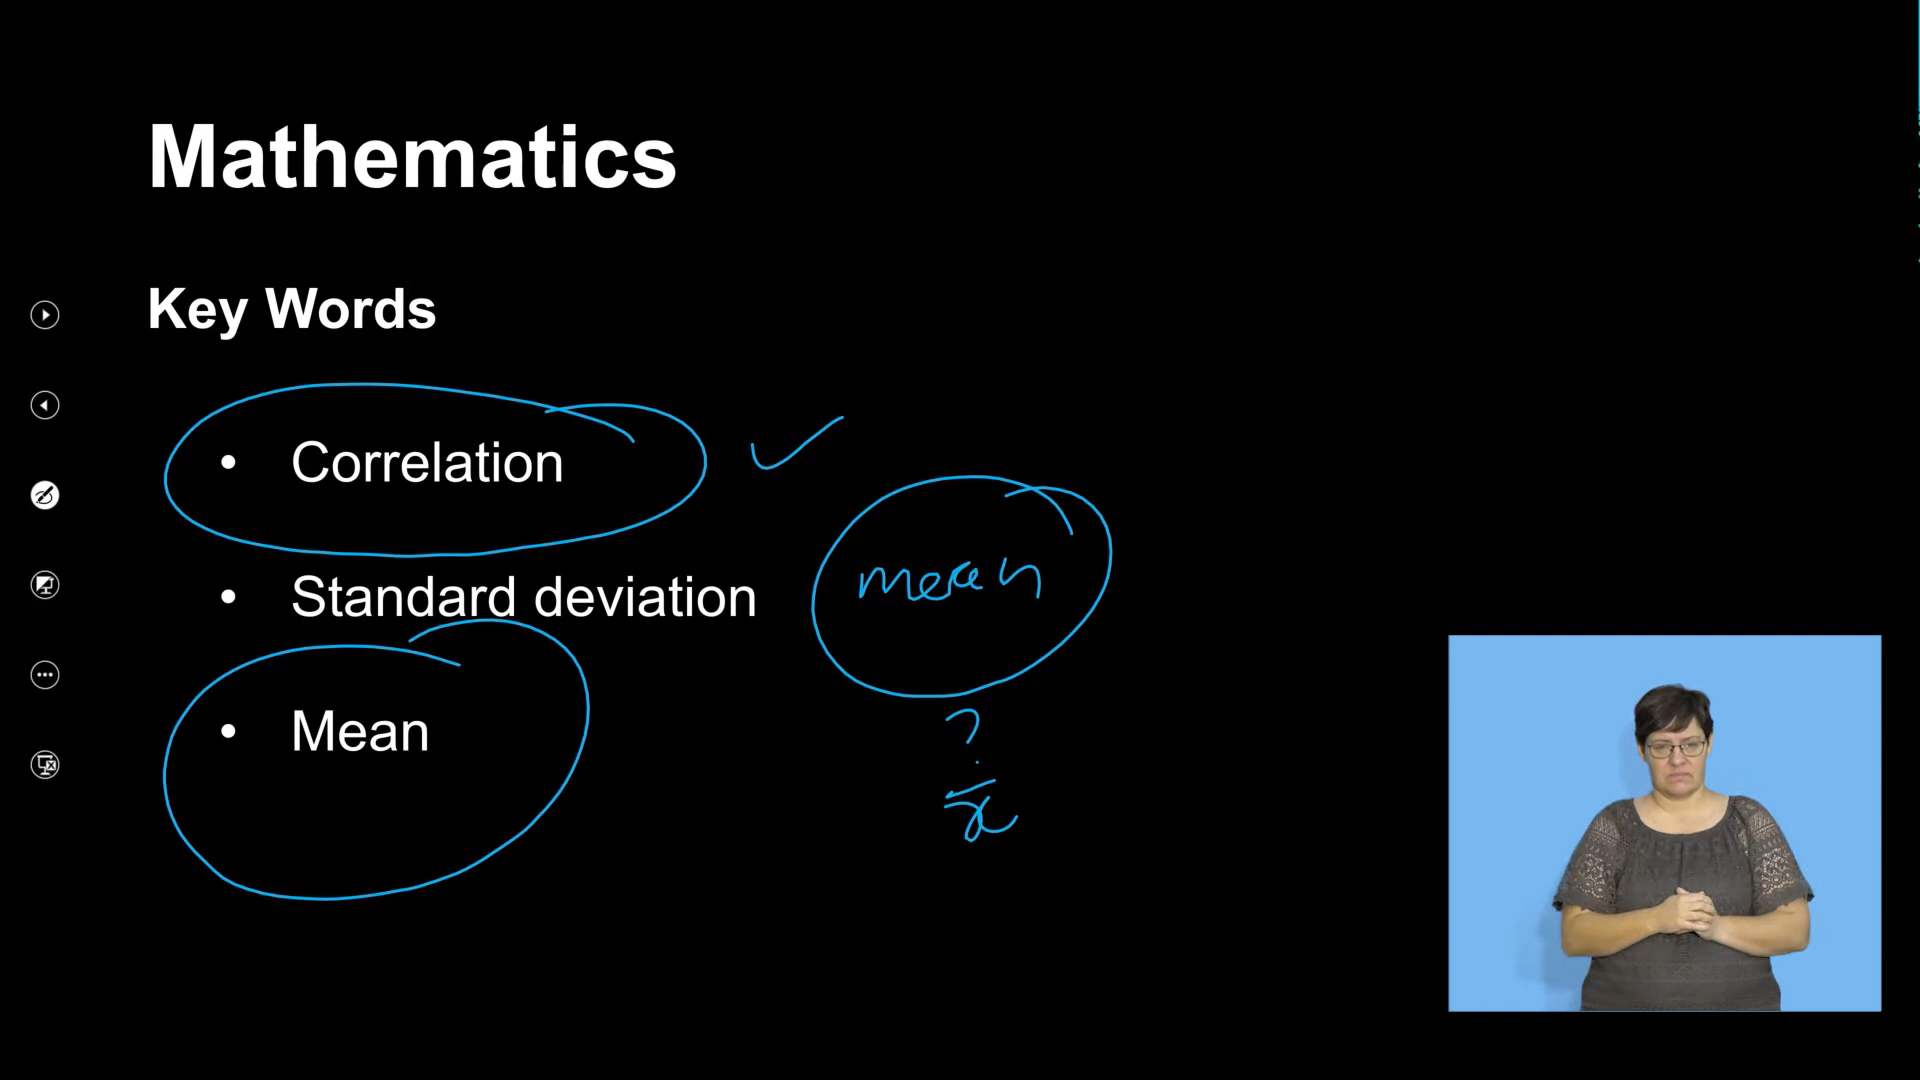 Mathematics
Key Words
• Correlation
• Standard deviation
mean
• Mean
?
x̄